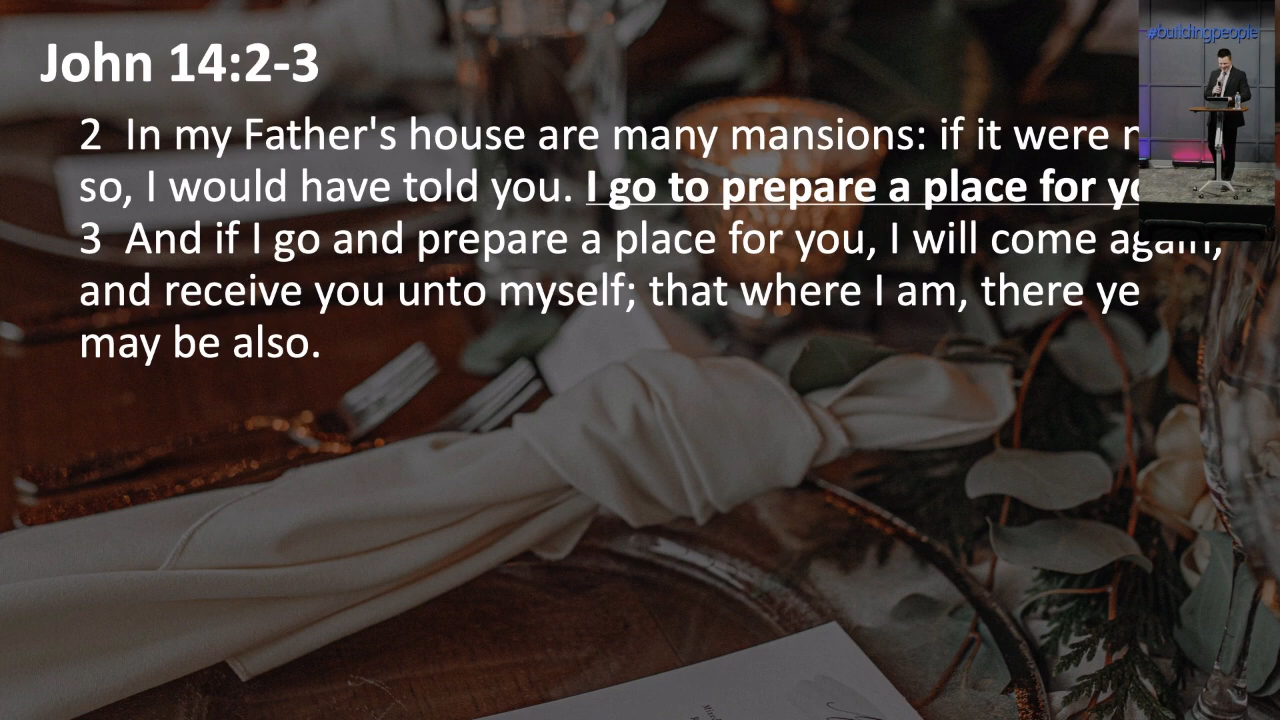 John 14:2-3
#buildingpeople
2 In my Father's house are many mansions: if it were
so, I would have told you. I go to prepare a place for
3 And if I go and prepare a place for you, I will come again,
and receive you unto myself; that where I am, there ye
may be also.